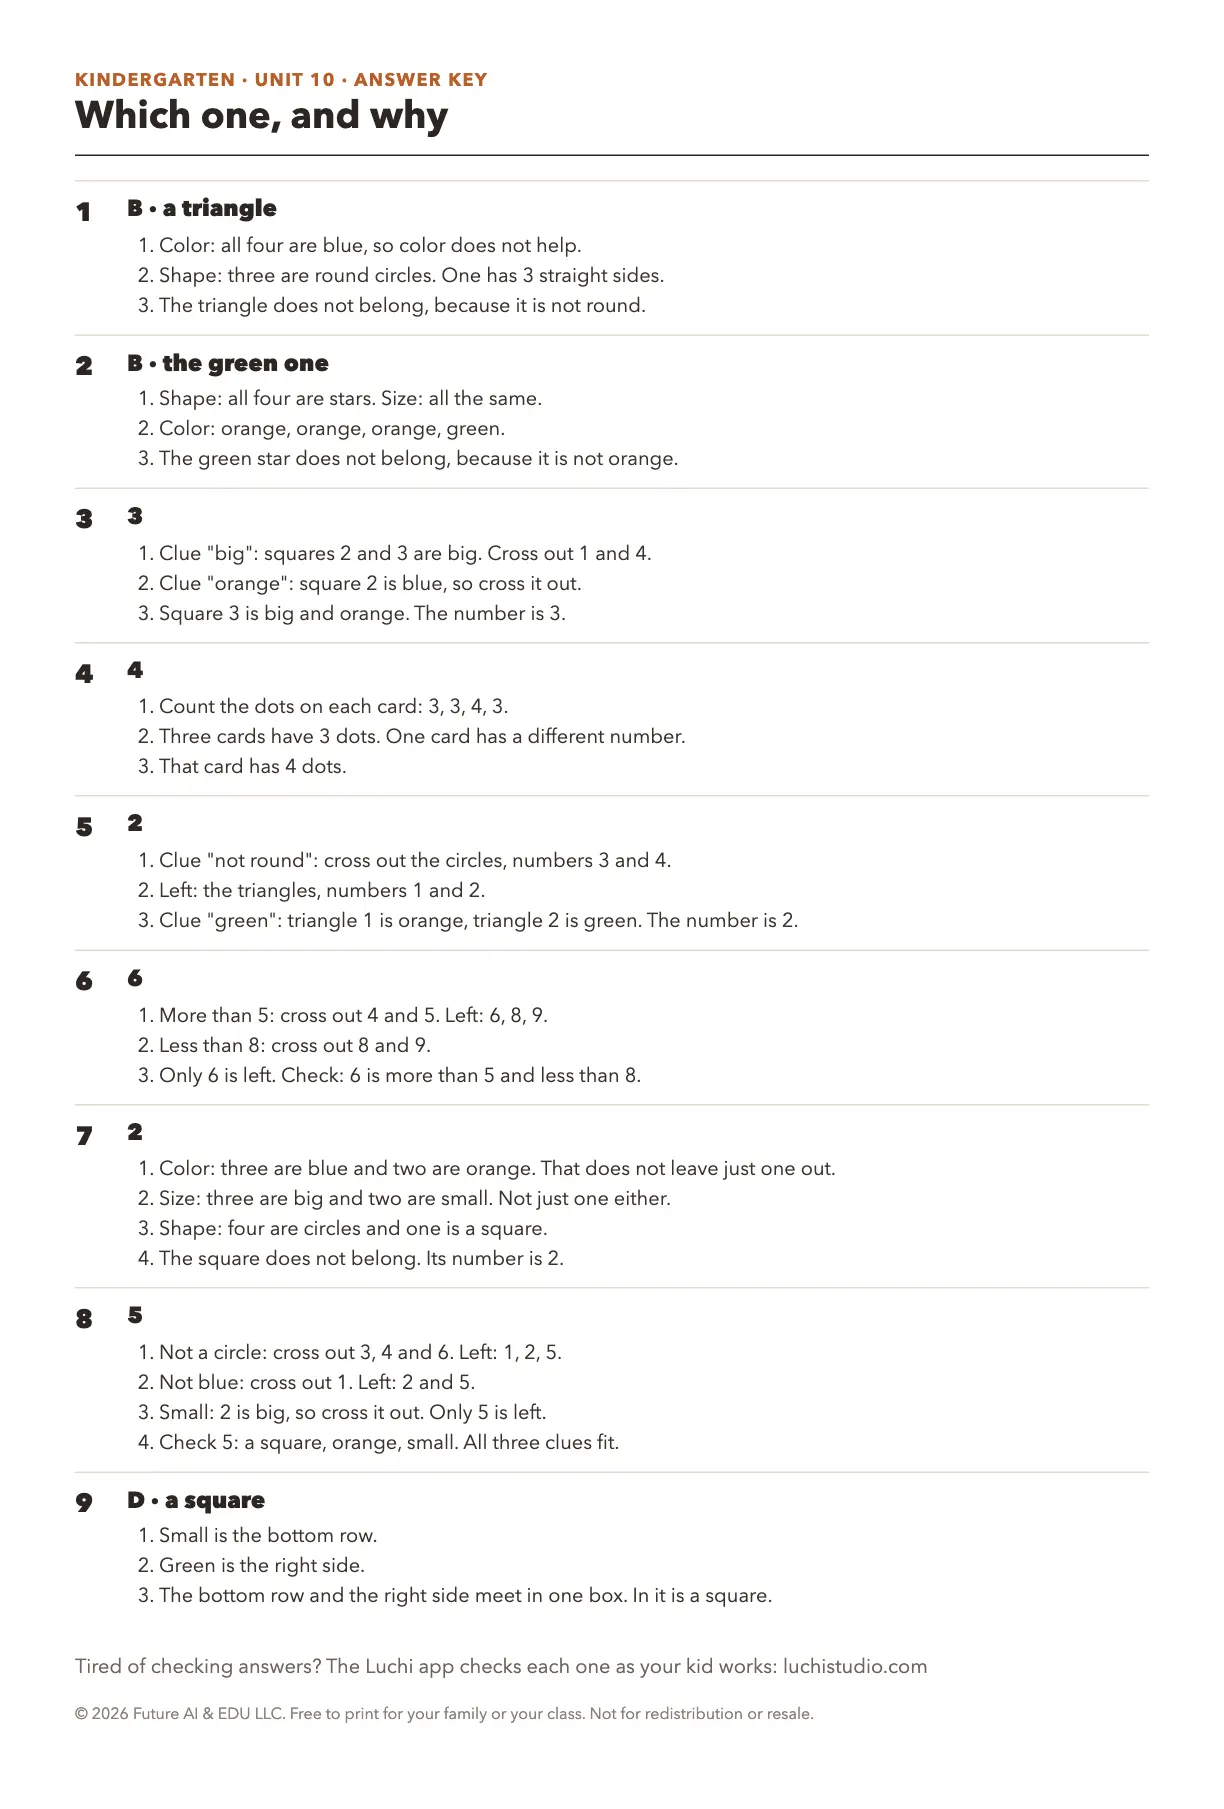 KINDERGARTEN · UNIT 10 · ANSWER KEY
Which one, and why
1 B · a triangle
1. Color: all four are blue, so color does not help.
2. Shape: three are round circles. One has 3 straight sides.
3. The triangle does not belong, because it is not round.
2 B · the green one
1. Shape: all four are stars. Size: all the same.
2. Color: orange, orange, orange, green.
3. The green star does not belong, because it is not orange.
3 3
1. Clue "big": squares 2 and 3 are big. Cross out 1 and 4.
2. Clue "orange": square 2 is blue, so cross it out.
3. Square 3 is big and orange. The number is 3.
4 4
1. Count the dots on each card: 3, 3, 4, 3.
2. Three cards have 3 dots. One card has a different number.
3. That card has 4 dots.
5 2
1. Clue "not round": cross out the circles, numbers 3 and 4.
2. Left: the triangles, numbers 1 and 2.
3. Clue "green": triangle 1 is orange, triangle 2 is green. The number is 2.
6 6
1. More than 5: cross out 4 and 5. Left: 6, 8, 9.
2. Less than 8: cross out 8 and 9.
3. Only 6 is left. Check: 6 is more than 5 and less than 8.
7 2
1. Color: three are blue and two are orange. That does not leave just one out.
2. Size: three are big and two are small. Not just one either.
3. Shape: four are circles and one is a square.
4. The square does not belong. Its number is 2.
8 5
1. Not a circle: cross out 3, 4 and 6. Left: 1, 2, 5.
2. Not blue: cross out 1. Left: 2 and 5.
3. Small: 2 is big, so cross it out. Only 5 is left.
4. Check 5: a square, orange, small. All three clues fit.
9 D · a square
1. Small is the bottom row.
2. Green is the right side.
3. The bottom row and the right side meet in one box. In it is a square.
Tired of checking answers? The Luchi app checks each one as your kid works: luchistudio.com
© 2026 Future AI & EDU LLC. Free to print for your family or your class. Not for redistribution or resale.